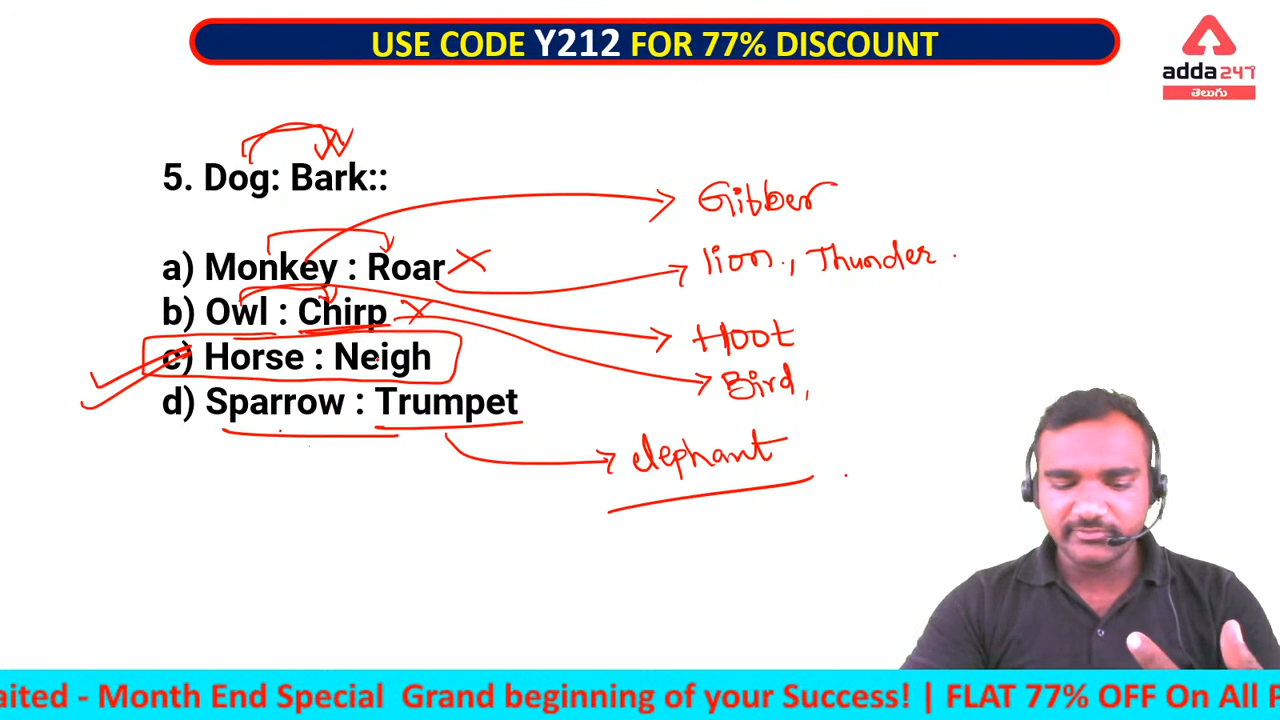 USE CODE Y212 FOR 77% DISCOUNT
adda247
తెలుగు
5. Dog: Bark::
Gibber
a) Monkey : Roar
lion., Thunder.
b) Owl : Chirp
Hoot
c) Horse : Neigh
Bird,
d) Sparrow : Trumpet
elephant
aited - Month End Special Grand beginning of your Success! | FLAT 77% OFF On All P